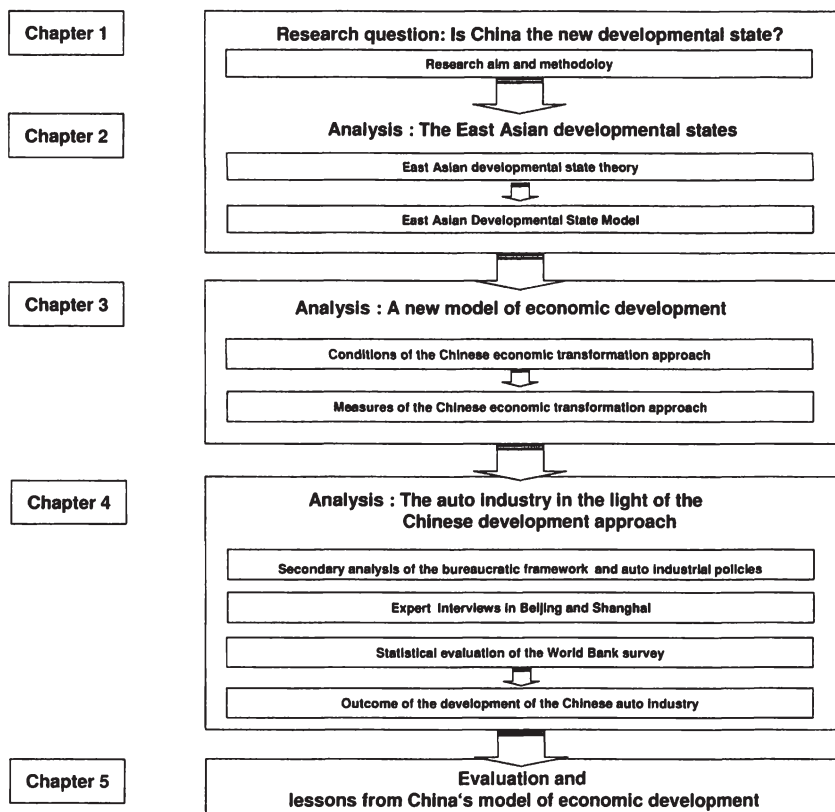 Chapter 1
Research question: Is China the new developmental state?
Research aim and methodoloy
Chapter 2
Analysis : The East Asian developmental states
East Asian developmental state theory
East Asian Developmental State Model
Chapter 3
Analysis : A new model of economic development
Conditions of the Chinese economic transformation approach
Measures of the Chinese economic transformation approach
Chapter 4
Analysis : The auto industry in the light of the
Chinese development approach
Secondary analysis of the bureaucratic framework and auto industrial policies
Expert Interviews in Beijing and Shanghai
Statistical evaluation of the World Bank survey
Outcome of the development of the Chinese auto Industry
Chapter 5
Evaluation and
lessons from China's model of economic development